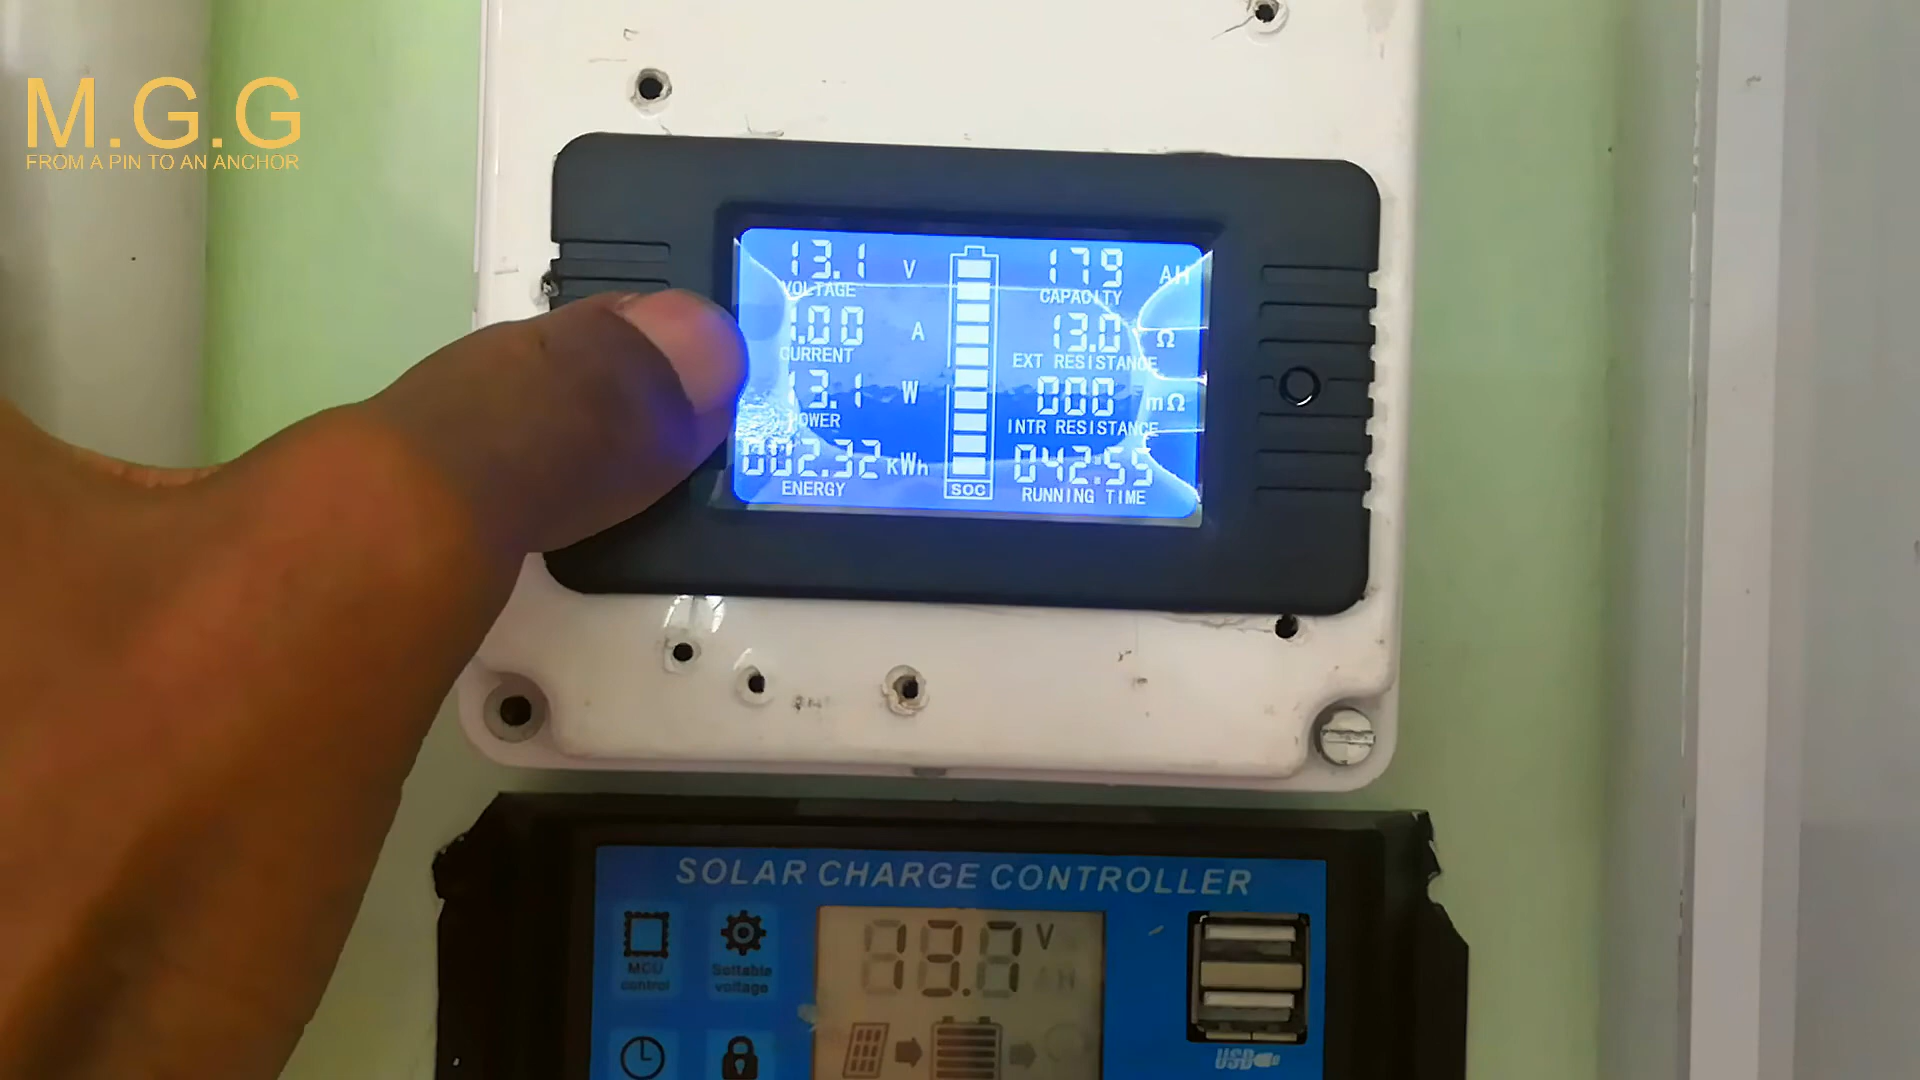 M.G.G
FROM A PIN TO AN ANCHOR
13.1 V
VOLTAGE
1.00 A
CURRENT
13.1 W
POWER
002.32 kWh
ENERGY
SOC
179 AH
CAPACITY
13.0 Ω
EXT RESISTANCE
000 mΩ
INTR RESISTANCE
042:55
RUNNING TIME
SOLAR CHARGE CONTROLLER
MCU
control
Settable
voltage
V
AH
USB